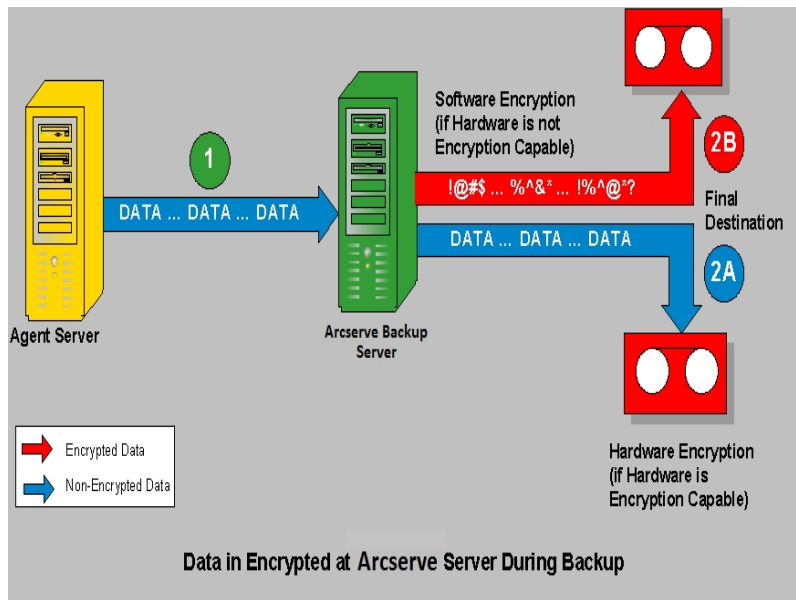 Software Encryption
(if Hardware is not
Encryption Capable)
1
2B
!@#$ ... %^&* ... !%^@*?
Final
Destination
DATA ... DATA ... DATA
DATA ... DATA ... DATA
2A
Agent Server
Arcserve Backup
Server
Hardware Encryption
(if Hardware is
Encryption Capable)
Encrypted Data
Non-Encrypted Data
Data in Encrypted at Arcserve Server During Backup